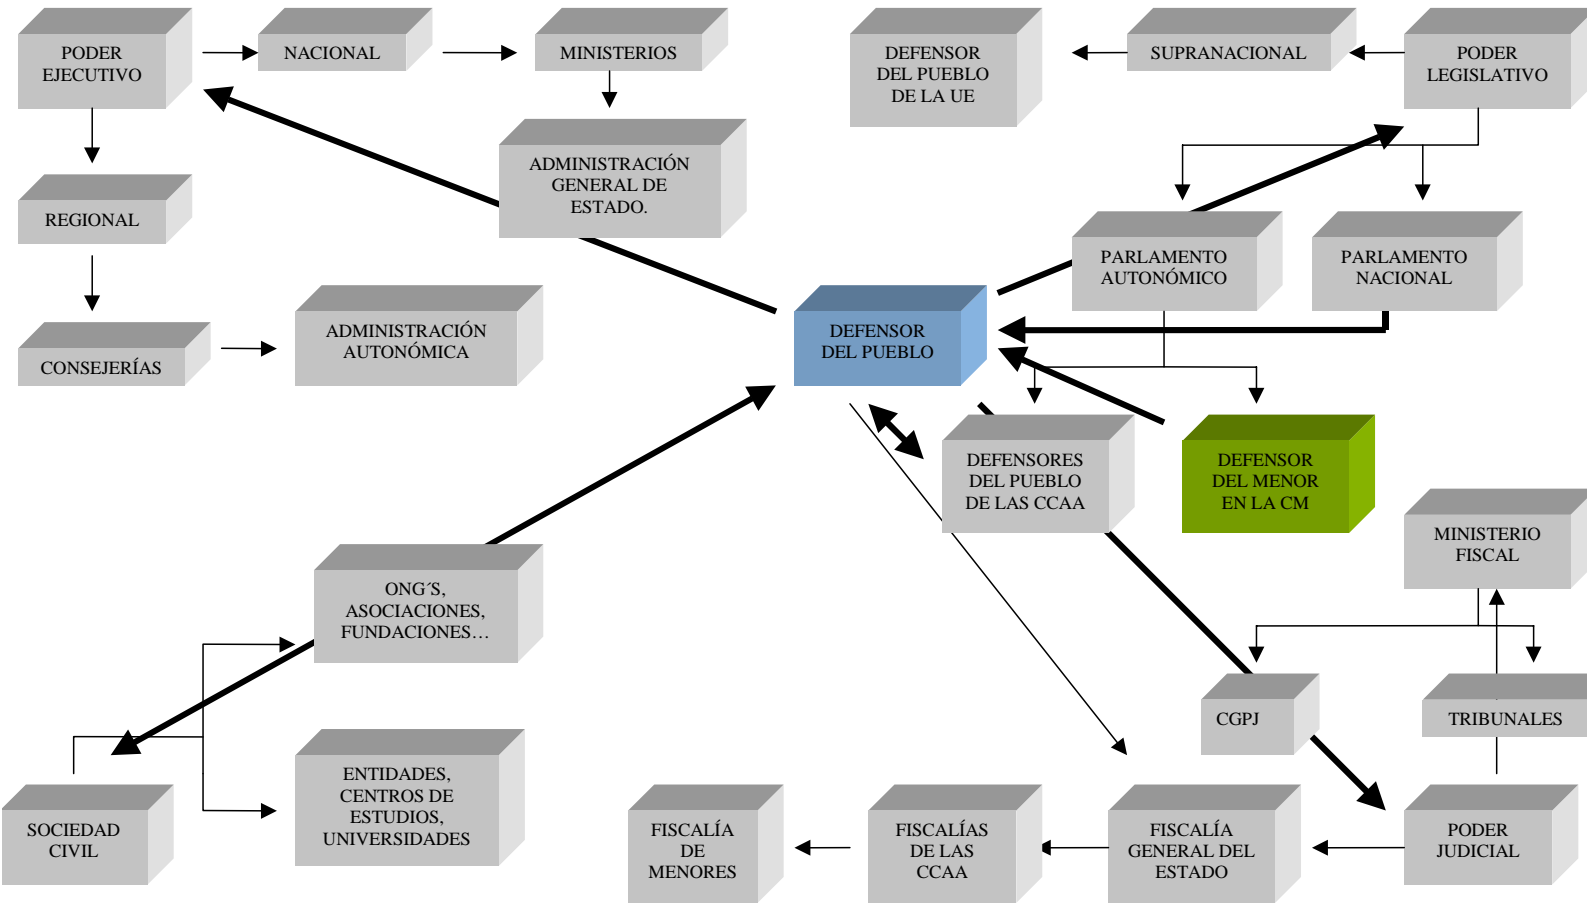 PODER
EJECUTIVO
NACIONAL
MINISTERIOS
DEFENSOR
DEL PUEBLO
DE LA UE
SUPRANACIONAL
PODER
LEGISLATIVO
ADMINISTRACIÓN
GENERAL DE
ESTADO.
REGIONAL
PARLAMENTO
AUTONÓMICO
PARLAMENTO
NACIONAL
CONSEJERÍAS
ADMINISTRACIÓN
AUTONÓMICA
DEFENSOR
DEL PUEBLO
DEFENSORES
DEL PUEBLO
DE LAS CCAA
DEFENSOR
DEL MENOR
EN LA CM
MINISTERIO
FISCAL
ONG´S,
ASOCIACIONES,
FUNDACIONES…
CGPJ
TRIBUNALES
ENTIDADES,
CENTROS DE
ESTUDIOS,
UNIVERSIDADES
SOCIEDAD
CIVIL
FISCALÍA
DE
MENORES
FISCALÍAS
DE LAS
CCAA
FISCALÍA
GENERAL DEL
ESTADO
PODER
JUDICIAL